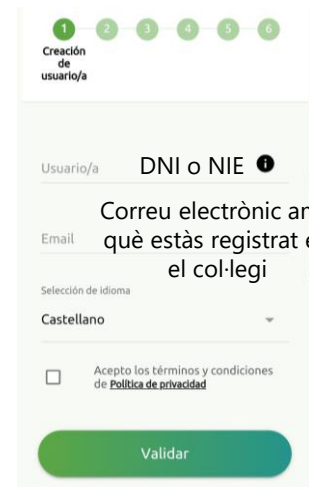 1 2 3 4 5 6
Creación
de
usuario/a
Usuario/a DNI o NIE i
Correu electrònic
Email què estàs registrat
el col·legi
Selección de idioma
Castellano
Acepto los términos y condiciones
de Política de privacidad
Validar